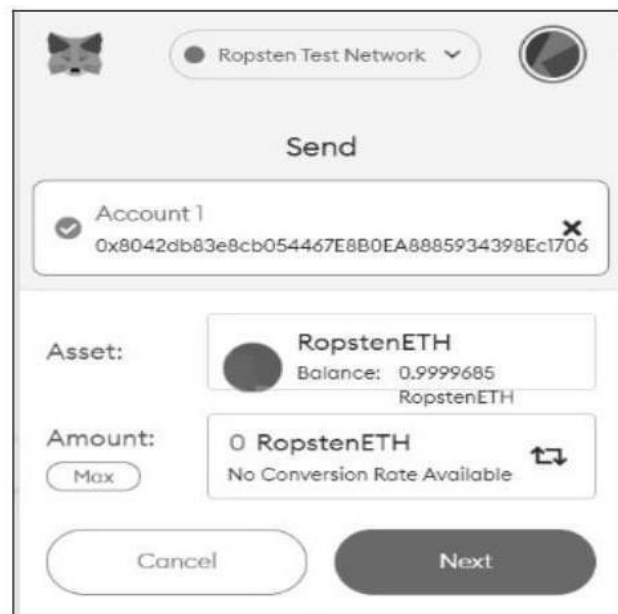 Ropsten Test Network
Send
Account 1
0x8042db83e8cb054467E8B0EA8885934398Ec1706
Asset:
RopstenETH
Balance: 0.9999685
RopstenETH
Amount:
Max
0 RopstenETH
No Conversion Rate Available
Cancel
Next